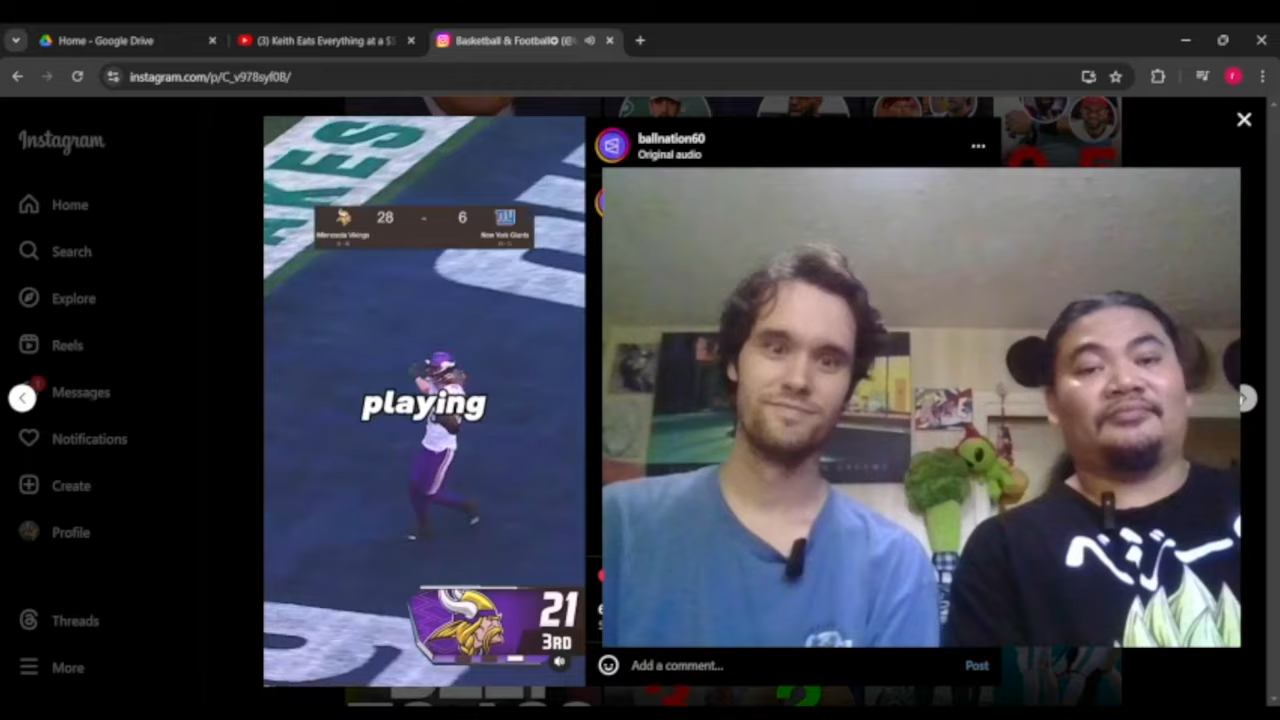 Home - Google Drive
(3) Keith Eats Everything at a $
Basketball & Football
instagram.com/p/C_v978syf0B/
Instagram
ballnation60
Original audio
Home
Search
Explore
Reels
Messages
Notifications
Create
Profile
Threads
More
AKES
28 - 6
Minnesota Vikings
New York Giants
playing
21
3RD
Add a comment...
Post